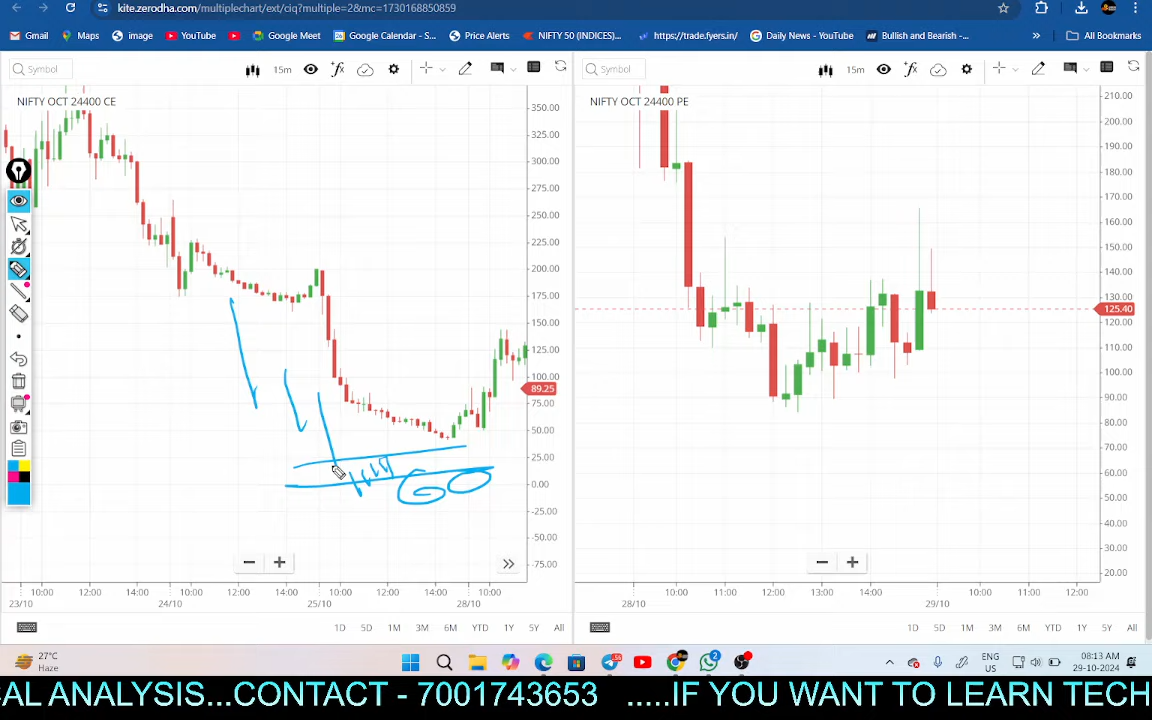 kite.zerodha.com/multiplechart/ext/ciq?multiple=2&mc=1730168850859
Gmail Maps image YouTube Google Meet Google Calendar - S... Price Alerts NIFTY 50 (INDICES)... https://trade.fyers.in/ Daily News - YouTube Bullish and Bearish -... » All Bookmarks
Symbol 15m
Symbol 15m
NIFTY OCT 24400 CE
350.00
325.00
300.00
275.00
250.00
225.00
200.00
175.00
150.00
125.00
100.00
89.25
75.00
50.00
25.00
0.00
-25.00
-50.00
-75.00
60
10:00 12:00 14:00 10:00 12:00 14:00 10:00 12:00 14:00 10:00
23/10 24/10 25/10 28/10
1D 5D 1M 3M 6M YTD 1Y 5Y All
NIFTY OCT 24400 PE
210.00
200.00
190.00
180.00
170.00
160.00
150.00
140.00
130.00
125.40
120.00
110.00
100.00
90.00
80.00
70.00
60.00
50.00
40.00
30.00
20.00
10:00 11:00 12:00 13:00 14:00 10:00 11:00 12:00
28/10 29/10
1D 5D 1M 3M 6M YTD 1Y 5Y All
27°C
Haze
ENG
US
08:13 AM
29-10-2024
CAL ANALYSIS...CONTACT - 7001743653 .....IF YOU WANT TO LEARN TECH